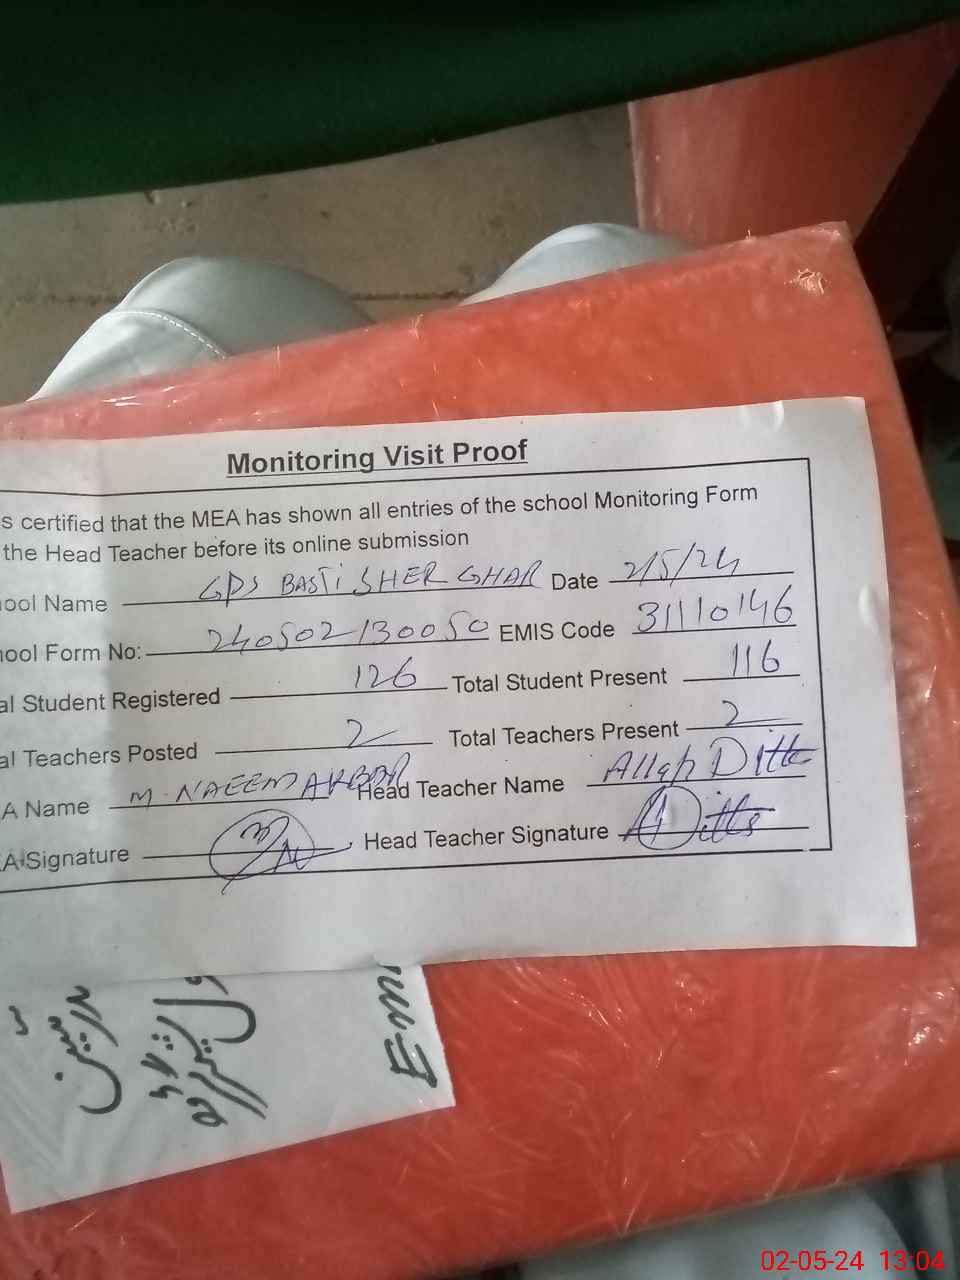 Monitoring Visit Proof
s certified that the MEA has shown all entries of the school Monitoring Form
the Head Teacher before its online submission
ool Name GPS BASTI SHER GHAR Date 2/5/24
ool Form No: 240502130050 EMIS Code 31110146
al Student Registered 126 Total Student Present 116
al Teachers Posted 2 Total Teachers Present 2
A Name M. NAEEM AKBAR Head Teacher Name Allah Ditta
A Signature Head Teacher Signature A Ditta
02-05-24 13:04